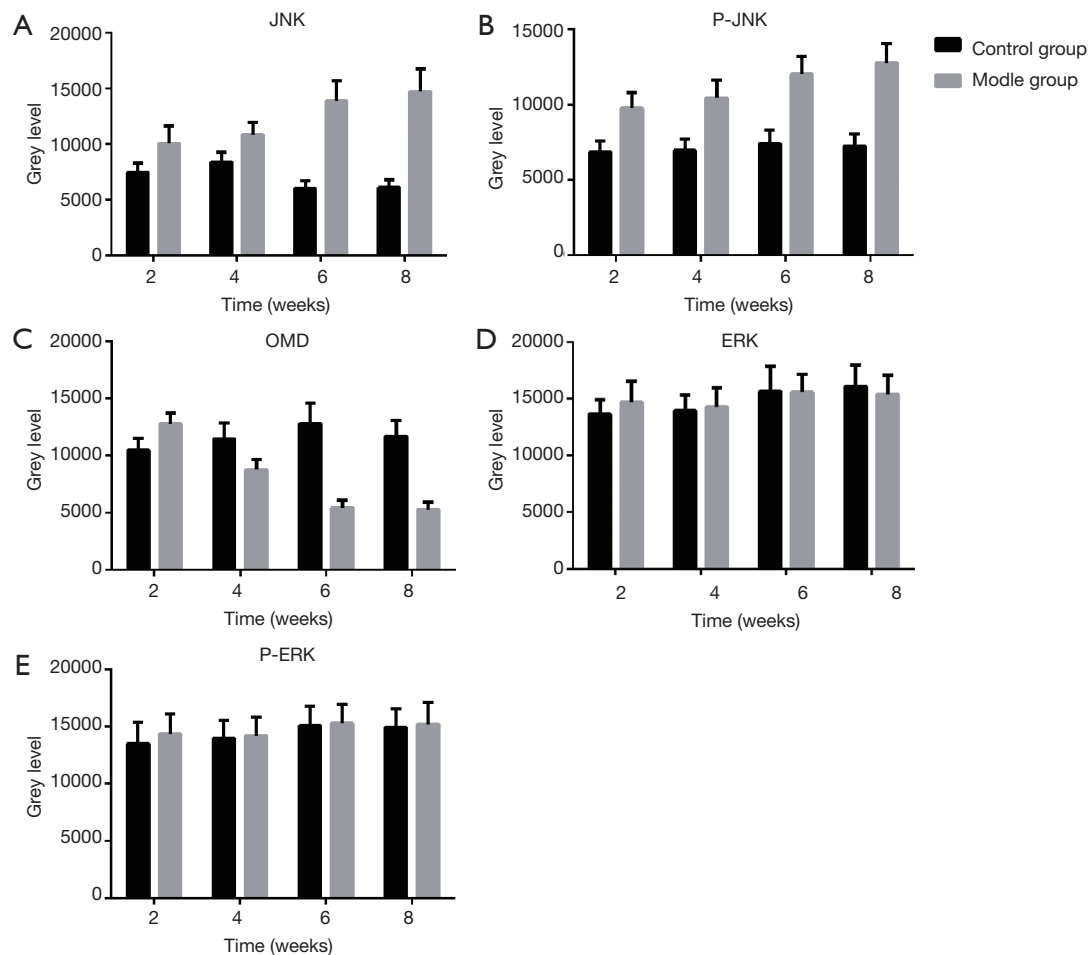 A
JNK
20000
15000
10000
5000
0
Grey level
2 4 6 8
Time (weeks)
B
P-JNK
15000
10000
5000
0
Grey level
2 4 6 8
Time (weeks)
Control group
Modle group
C
OMD
20000
15000
10000
5000
0
Grey level
2 4 6 8
Time (weeks)
D
ERK
20000
15000
10000
5000
0
Grey level
2 4 6 8
Time (weeks)
E
P-ERK
20000
15000
10000
5000
0
Grey level
2 4 6 8
Time (weeks)